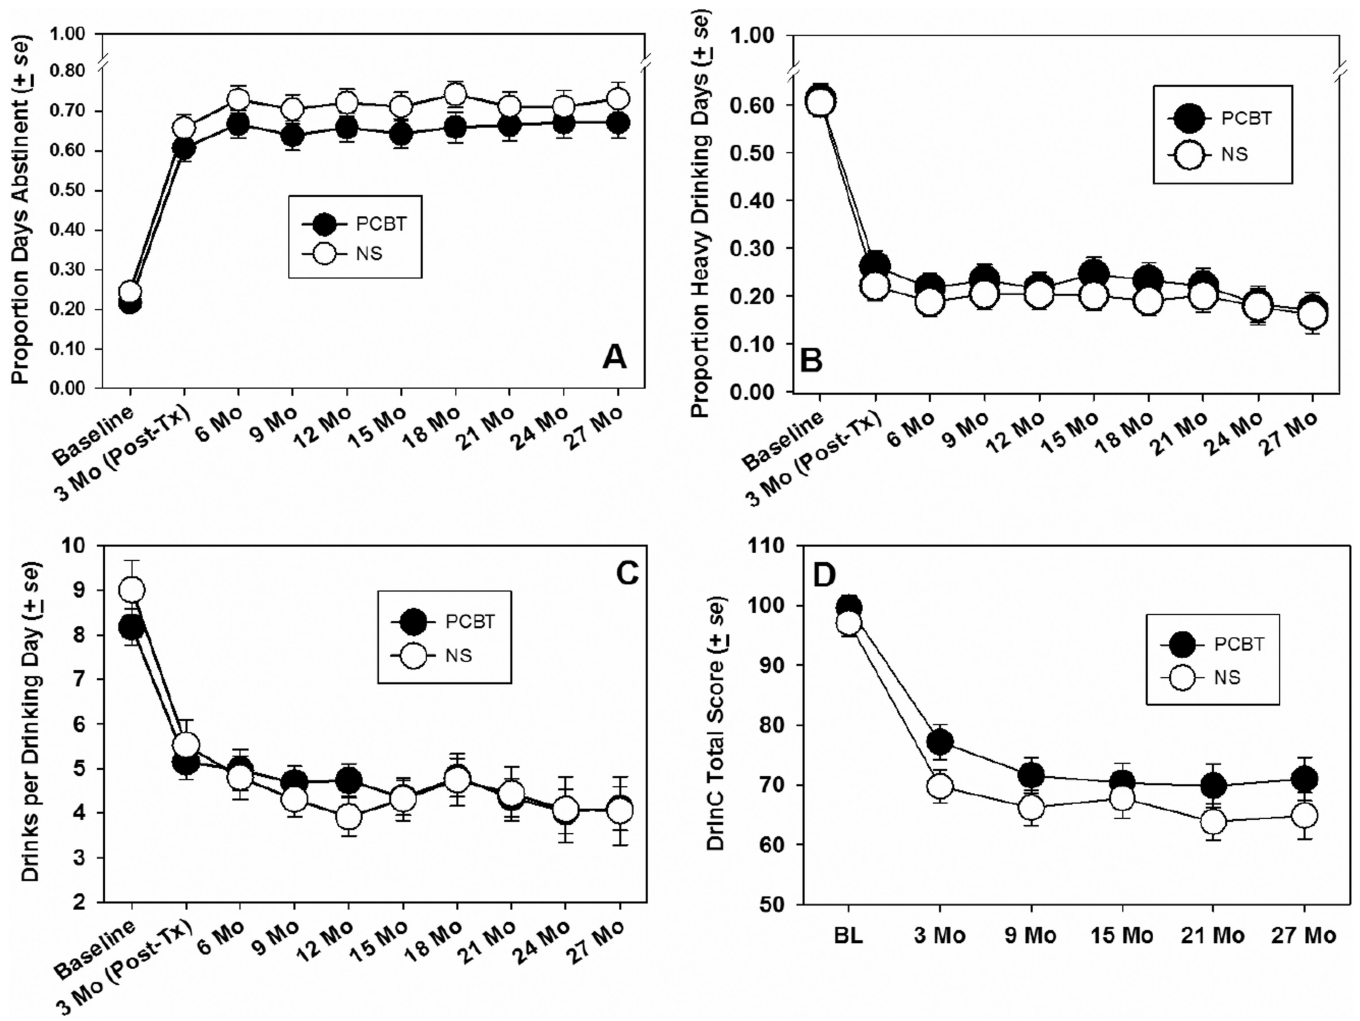 Proportion Days Abstinent (± se)
1.00
0.80
0.70
0.60
0.50
0.40
0.30
0.20
0.10
0.00
PCBT
NS
A
Baseline
3 Mo (Post-Tx)
6 Mo
9 Mo
12 Mo
15 Mo
18 Mo
21 Mo
24 Mo
27 Mo
Proportion Heavy Drinking Days (± se)
1.00
0.60
0.50
0.40
0.30
0.20
0.10
0.00
PCBT
NS
B
Baseline
3 Mo (Post-Tx)
6 Mo
9 Mo
12 Mo
15 Mo
18 Mo
21 Mo
24 Mo
27 Mo
Drinks per Drinking Day (± se)
10
9
8
7
6
5
4
3
2
C
PCBT
NS
Baseline
3 Mo (Post-Tx)
6 Mo
9 Mo
12 Mo
15 Mo
18 Mo
21 Mo
24 Mo
27 Mo
DrInC Total Score (± se)
110
100
90
80
70
60
50
D
PCBT
NS
BL
3 Mo
9 Mo
15 Mo
21 Mo
27 Mo